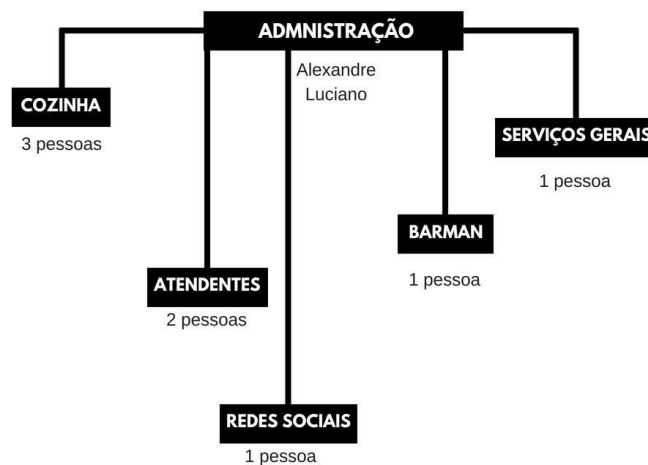 ADMNISTRAÇÃO
Alexandre
Luciano
COZINHA
3 pessoas
SERVIÇOS GERAIS
1 pessoa
BARMAN
1 pessoa
ATENDENTES
2 pessoas
REDES SOCIAIS
1 pessoa